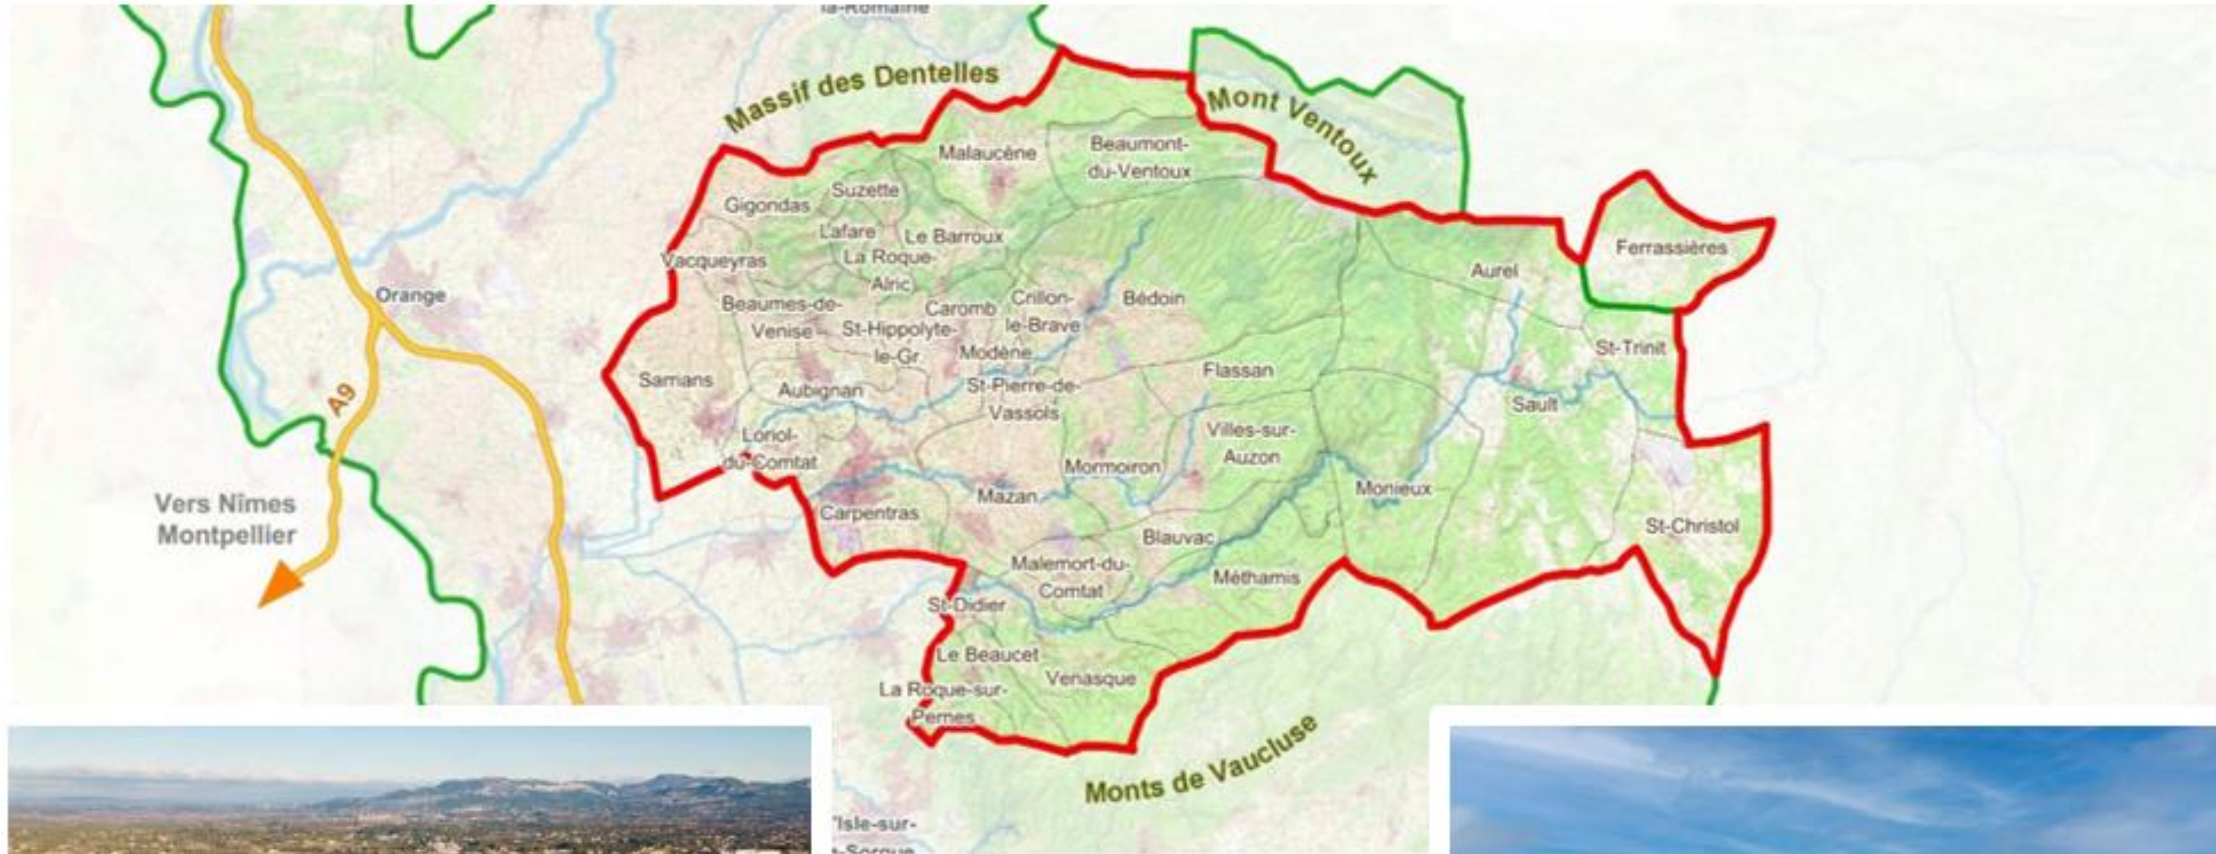 la-Romaine
Massif des Dentelles
Mont Ventoux
Malaucène
Beaumont-
du-Ventoux
Suzette
Gigondas
Ferrassières
Lafare
Le Barroux
Vacqueyras
La Roque-
Alric
Aurel
Orange
Beaumes-de-
Venise
Caromb
Crillon-
le-Brave
Bédoin
St-Hippolyte-
le-Gr
Modène
St-Trinit
Sarrians
Aubignan
St-Pierre-de-
Vassols
Flassan
A9
Sault
Loriol-
du-Comtat
Villes-sur-
Auzon
Mormoiron
Mazan
Monieux
Vers Nîmes
Montpellier
Carpentras
St-Christol
Blauvac
Malemort-du-
Comtat
Méthamis
St-Didier
Le Beaucet
Venasque
La Roque-sur-
Pernes
Monts de Vaucluse
'Isle-sur-
-Sorgue